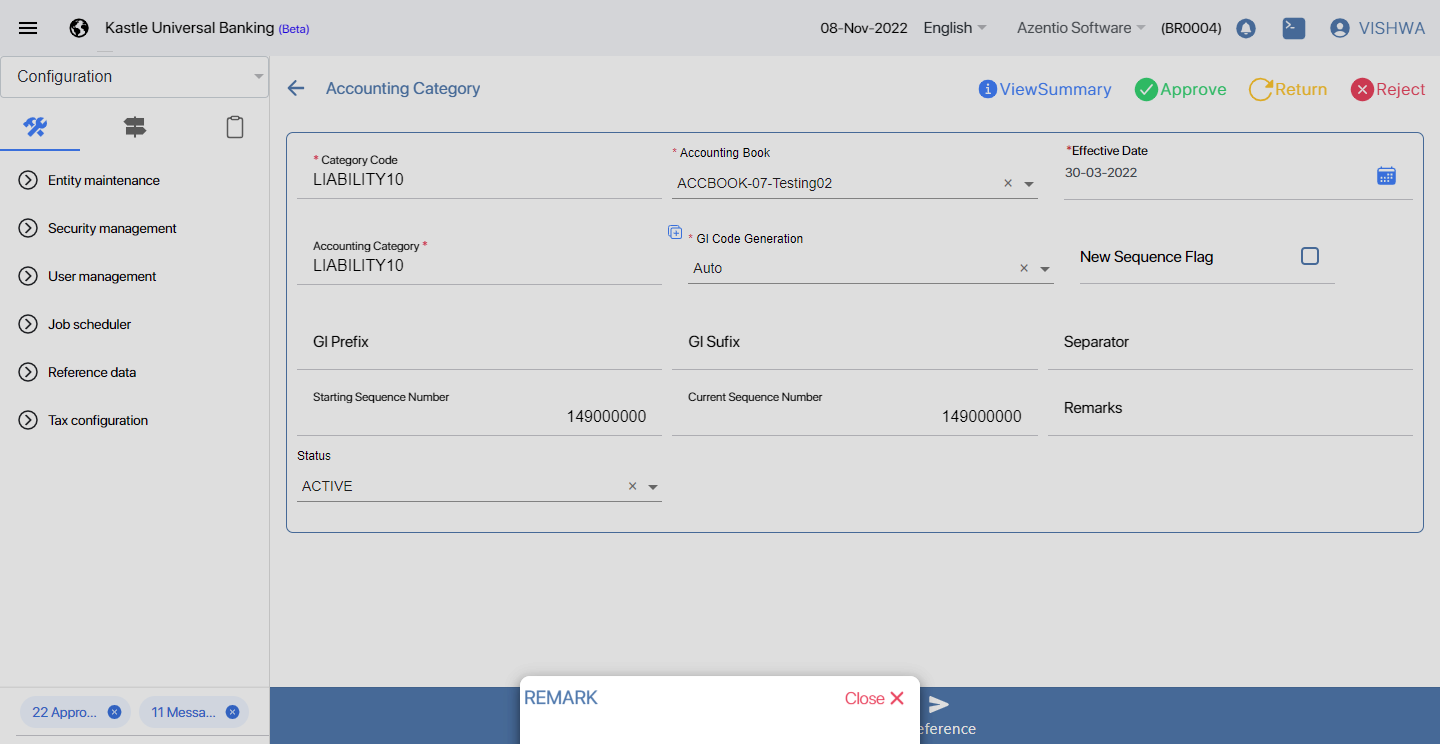 Kastle Universal Banking (Beta)
08-Nov-2022
English
Azentio Software
(BR0004)
VISHWA
Configuration
Accounting Category
ViewSummary
Approve
Return
Reject
Entity maintenance
Security management
User management
Job scheduler
Reference data
Tax configuration
* Category Code
LIABILITY10
* Accounting Book
ACCBOOK-07-Testing02
*Effective Date
30-03-2022
Accounting Category *
LIABILITY10
* Gl Code Generation
Auto
New Sequence Flag
Gl Prefix
Gl Sufix
Separator
Starting Sequence Number
149000000
Current Sequence Number
149000000
Remarks
Status
ACTIVE
22 Appro...
11 Messa...
REMARK
Close
eference